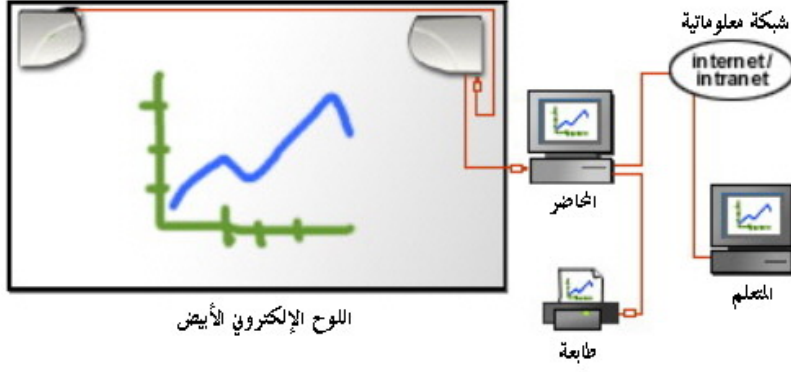 شبكة معلوماتية
internet/
intranet
المحاضر
المتعلم
اللوح الإلكتروني الأبيض
طابعة